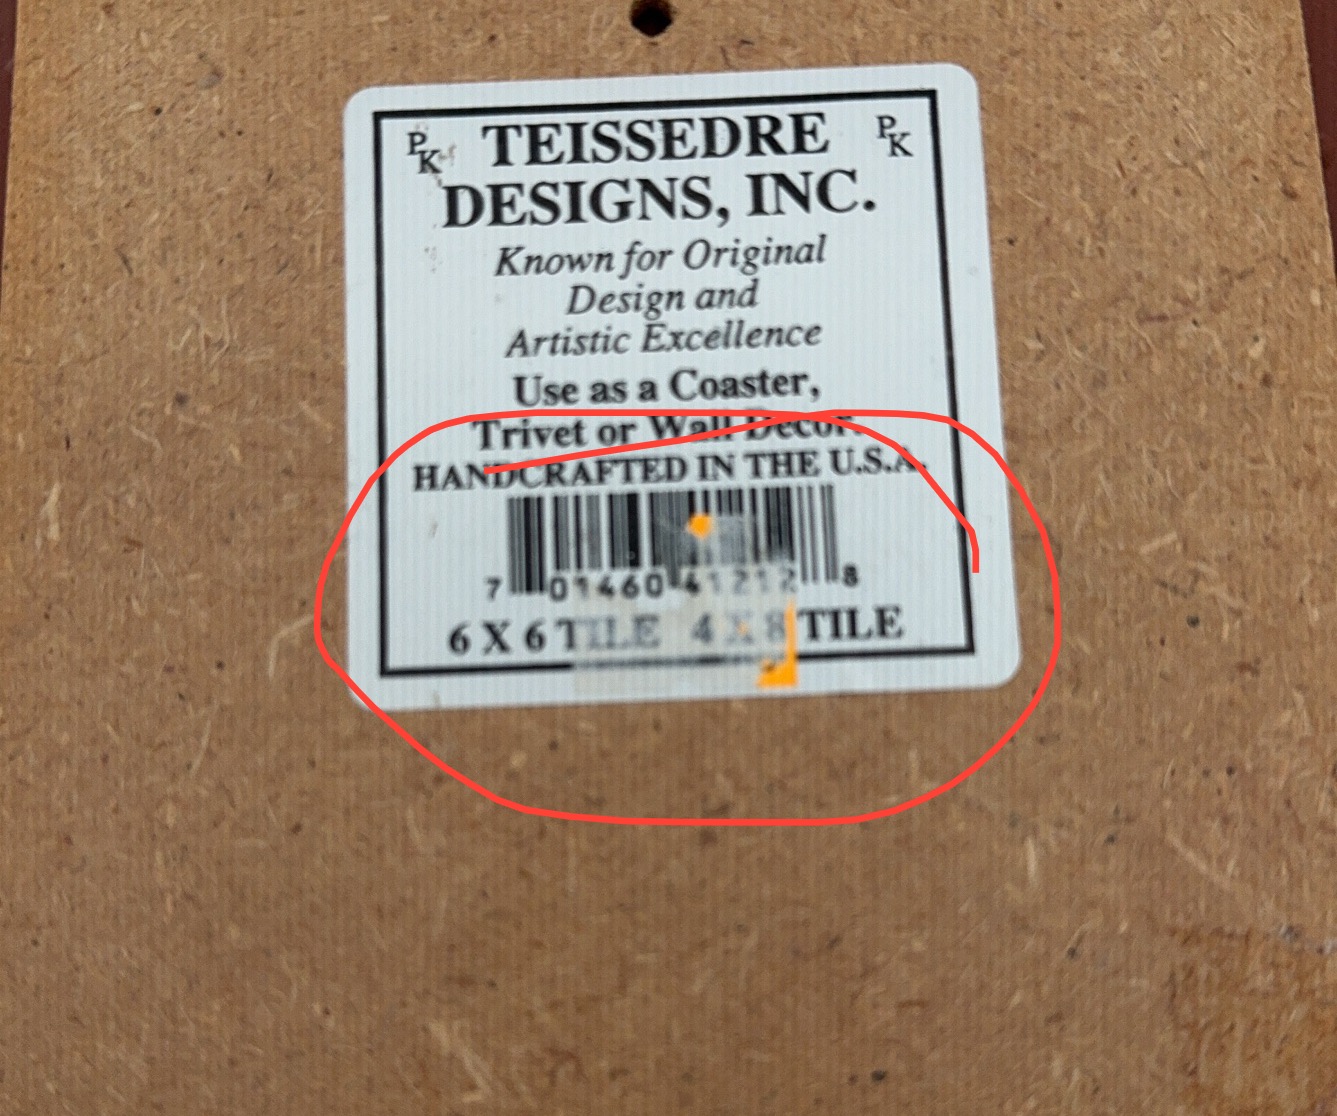 PK TEISSEDRE PK
DESIGNS, INC.
Known for Original
Design and
Artistic Excellence
Use as a Coaster,
Trivet or Wall Decor.
HANDCRAFTED IN THE U.S.A.
7 01460 41212 8
6 X 6 TILE 4 X 8 TILE